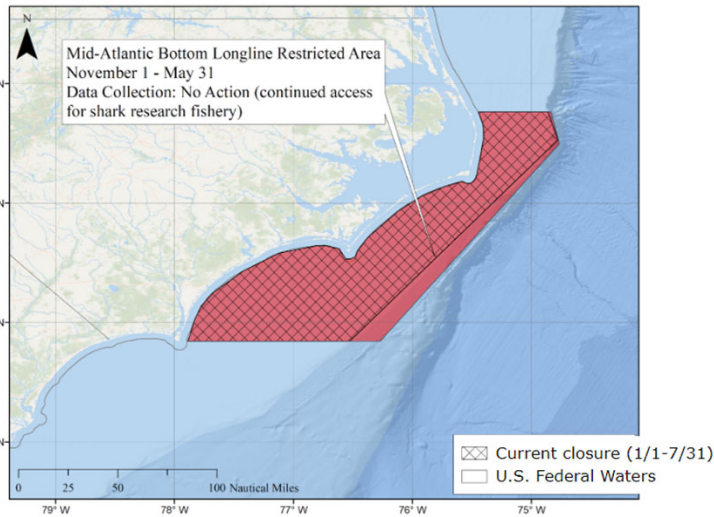 N
Mid-Atlantic Bottom Longline Restricted Area
November 1 - May 31
Data Collection: No Action (continued access
for shark research fishery)
N
N
N
N
Current closure (1/1-7/31)
U.S. Federal Waters
0 25 50 100 Nautical Miles
79° W 78° W 77° W 76° W 75° W